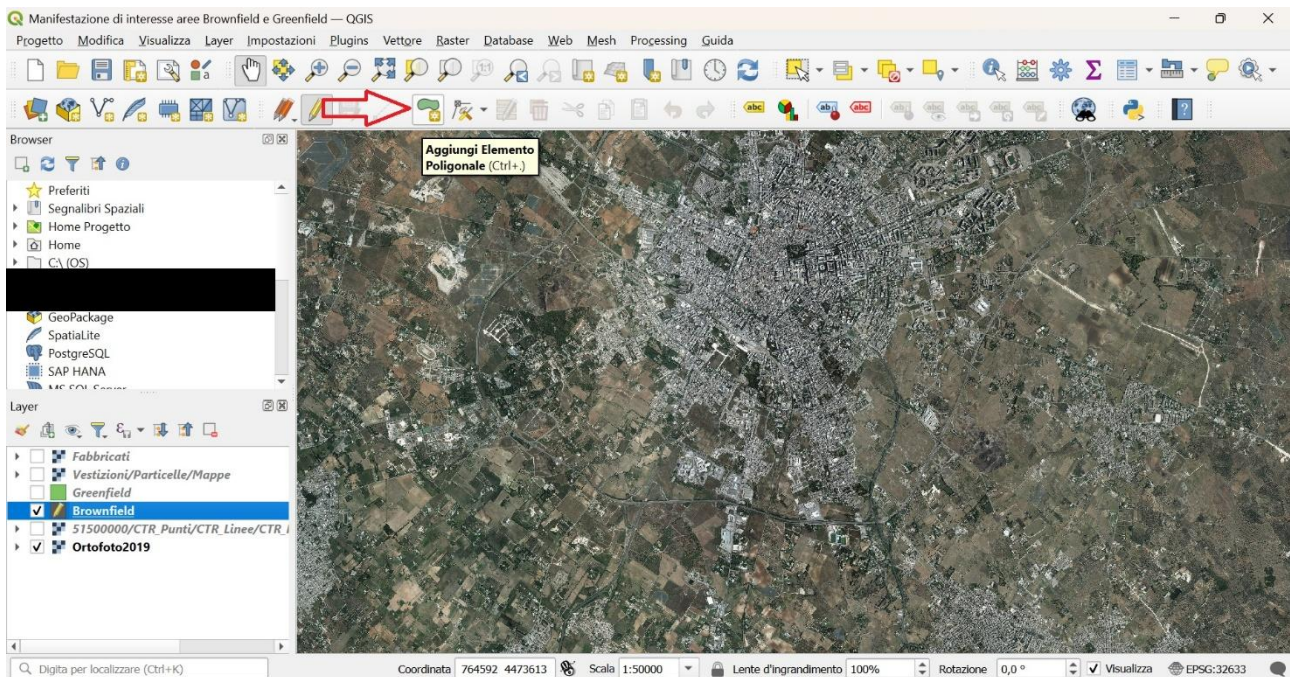 Manifestazione di interesse aree Brownfield e Greenfield — QGIS
Progetto Modifica Visualizza Layer Impostazioni Plugins Vettore Raster Database Web Mesh Processing Guida
Aggiungi Elemento
Poligonale (Ctrl+.)
Browser
Preferiti
Segnalibri Spaziali
Home Progetto
Home
C:\ (OS)
GeoPackage
SpatiaLite
PostgreSQL
SAP HANA
MS SQL Server
Layer
Fabbricati
Vestizioni/Particelle/Mappe
Greenfield
Brownfield
51500000/CTR_Punti/CTR_Linee/CTR_
Ortofoto2019
Digita per localizzare (Ctrl+K) Coordinata 764592 4473613 Scala 1:50000 Lente d'ingrandimento 100% Rotazione 0,0 ° Visualizza EPSG:32633